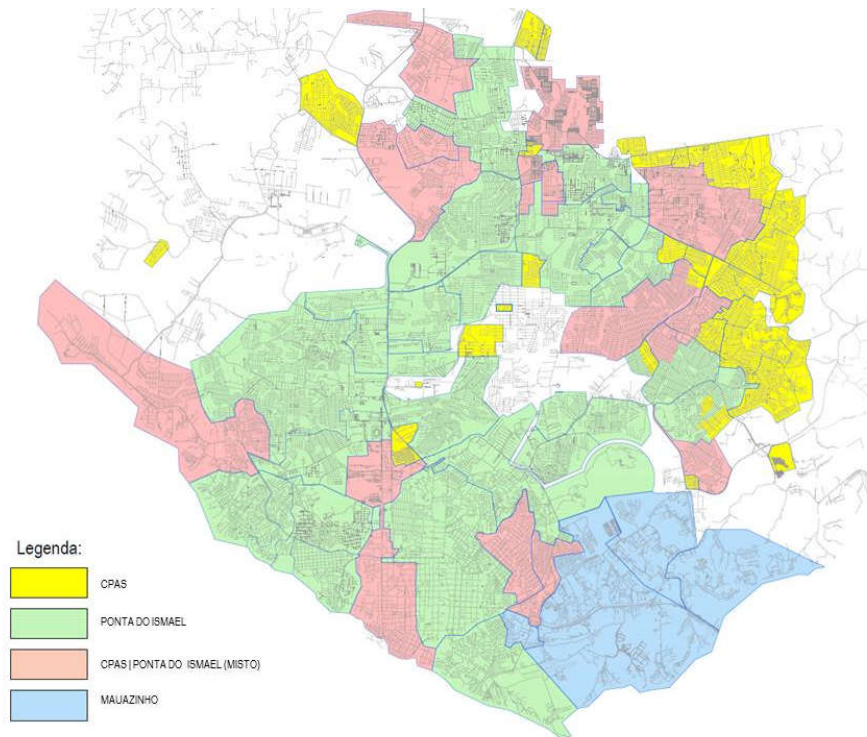 Legenda:
CPAS
PONTA DO ISMAEL
CPAS | PONTA DO ISMAEL (MISTO)
MAUAZINHO